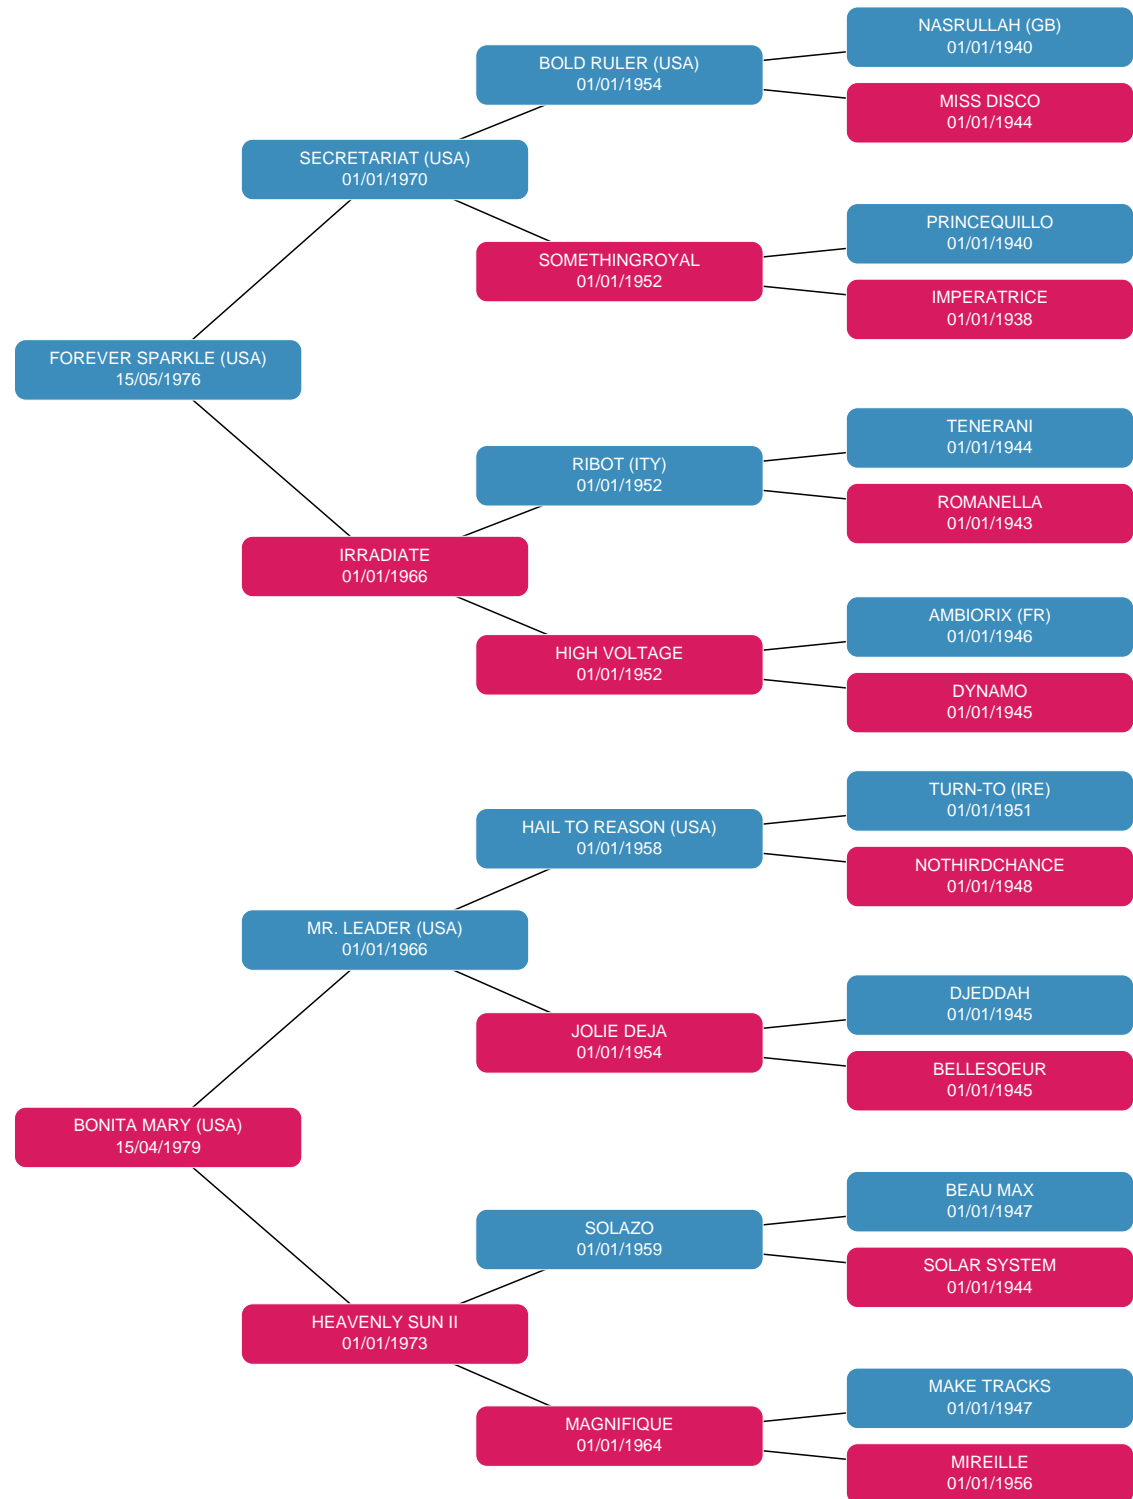 NASRULLAH (GB)
01/01/1940
BOLD RULER (USA)
01/01/1954
MISS DISCO
01/01/1944
SECRETARIAT (USA)
01/01/1970
PRINCEQUILLO
01/01/1940
SOMETHINGROYAL
01/01/1952
IMPERATRICE
01/01/1938
FOREVER SPARKLE (USA)
15/05/1976
TENERANI
01/01/1944
RIBOT (ITY)
01/01/1952
ROMANELLA
01/01/1943
IRRADIATE
01/01/1966
AMBIORIX (FR)
01/01/1946
HIGH VOLTAGE
01/01/1952
DYNAMO
01/01/1945
TURN-TO (IRE)
01/01/1951
HAIL TO REASON (USA)
01/01/1958
NOTHIRDCHANCE
01/01/1948
MR. LEADER (USA)
01/01/1966
DJEDDAH
01/01/1945
JOLIE DEJA
01/01/1954
BELLESOEUR
01/01/1945
BONITA MARY (USA)
15/04/1979
BEAU MAX
01/01/1947
SOLAZO
01/01/1959
SOLAR SYSTEM
01/01/1944
HEAVENLY SUN II
01/01/1973
MAKE TRACKS
01/01/1947
MAGNIFIQUE
01/01/1964
MIREILLE
01/01/1956